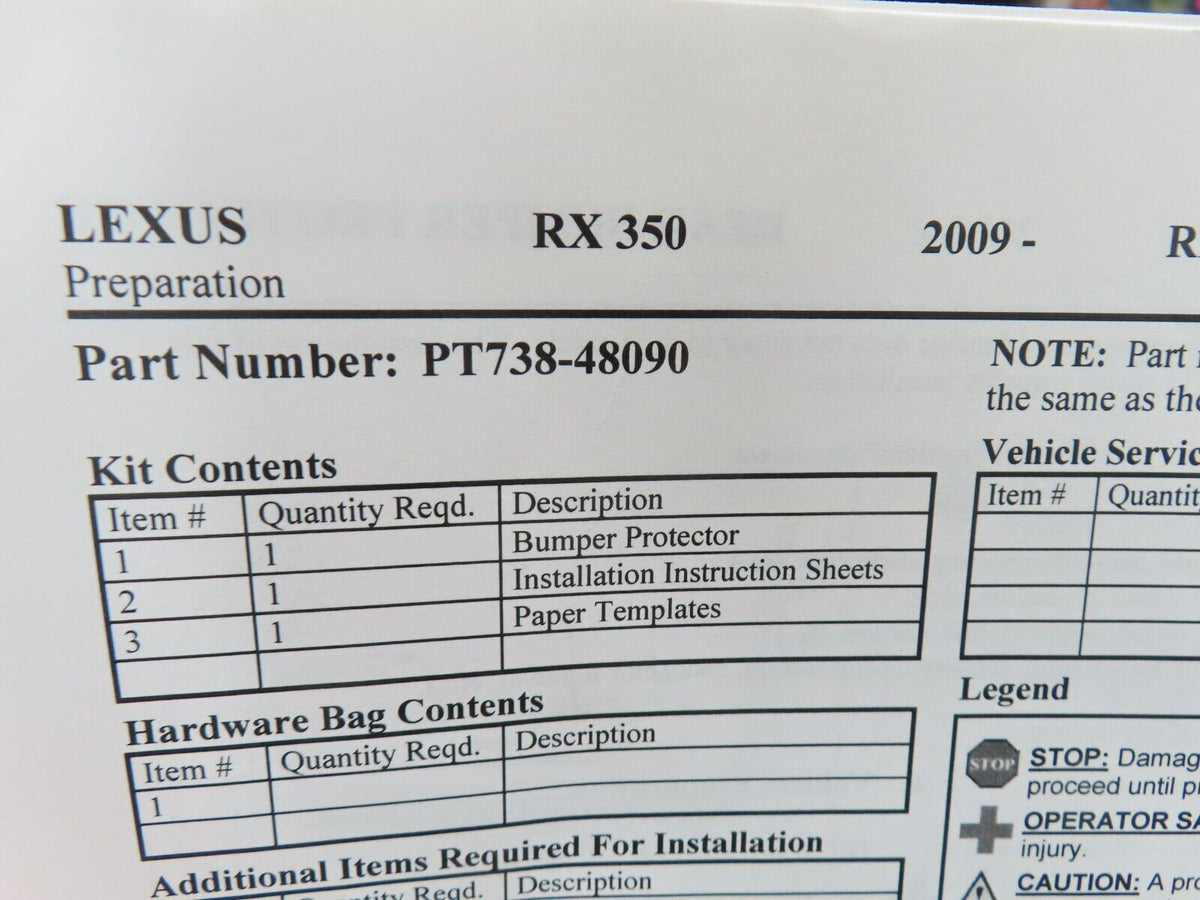 LEXUS RX 350 2009 - R
Preparation
Part Number: PT738-48090
NOTE: Part
the same as the
Kit Contents
Item # Quantity Reqd. Description
1 1 Bumper Protector
2 1 Installation Instruction Sheets
3 1 Paper Templates
Vehicle Servic
Item # Quantit
Hardware Bag Contents
Item # Quantity Reqd. Description
1
Legend
STOP STOP: Damag
proceed until p
OPERATOR SA
injury.
CAUTION: A pro
Additional Items Required For Installation
Quantity Reqd. Description